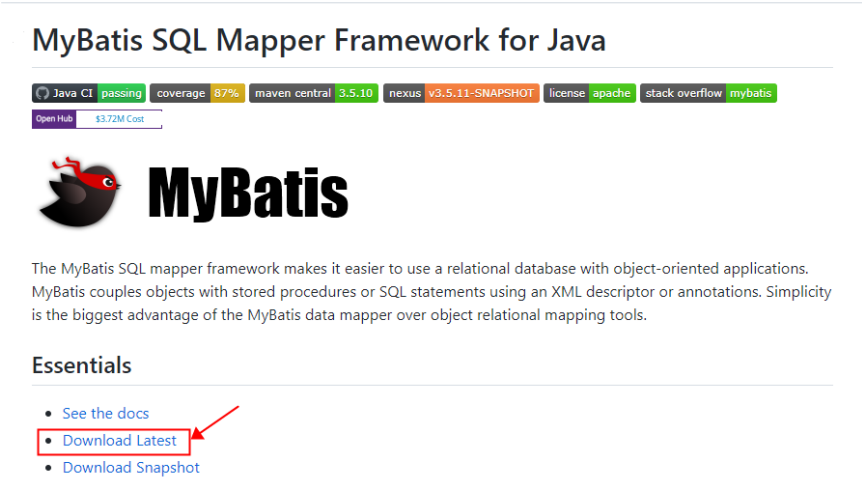 MyBatis SQL Mapper Framework for Java
Java CI passing coverage 87% maven central 3.5.10 nexus v3.5.11-SNAPSHOT license apache stack overflow mybatis
Open Hub $3.72M Cost
MyBatis
The MyBatis SQL mapper framework makes it easier to use a relational database with object-oriented applications.
MyBatis couples objects with stored procedures or SQL statements using an XML descriptor or annotations. Simplicity
is the biggest advantage of the MyBatis data mapper over object relational mapping tools.
Essentials
• See the docs
• Download Latest
• Download Snapshot